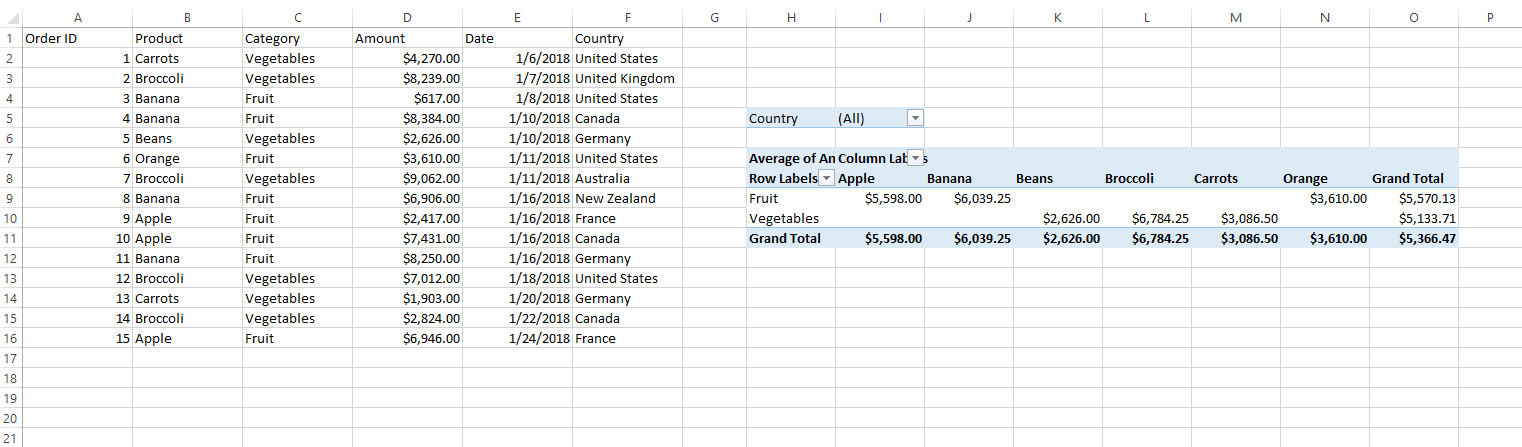 A B C D E F G H I J K L M N O P
1 Order ID Product Category Amount Date Country
2 1 Carrots Vegetables $4,270.00 1/6/2018 United States
3 2 Broccoli Vegetables $8,239.00 1/7/2018 United Kingdom
4 3 Banana Fruit $617.00 1/8/2018 United States
5 4 Banana Fruit $8,384.00 1/10/2018 Canada Country (All)
6 5 Beans Vegetables $2,626.00 1/10/2018 Germany
7 6 Orange Fruit $3,610.00 1/11/2018 United States Average of An Column Lab s
8 7 Broccoli Vegetables $9,062.00 1/11/2018 Australia Row Labels Apple Banana Beans Broccoli Carrots Orange Grand Total
9 8 Banana Fruit $6,906.00 1/16/2018 New Zealand Fruit $5,598.00 $6,039.25 $3,610.00 $5,570.13
10 9 Apple Fruit $2,417.00 1/16/2018 France Vegetables $2,626.00 $6,784.25 $3,086.50 $5,133.71
11 10 Apple Fruit $7,431.00 1/16/2018 Canada Grand Total $5,598.00 $6,039.25 $2,626.00 $6,784.25 $3,086.50 $3,610.00 $5,366.47
12 11 Banana Fruit $8,250.00 1/16/2018 Germany
13 12 Broccoli Vegetables $7,012.00 1/18/2018 United States
14 13 Carrots Vegetables $1,903.00 1/20/2018 Germany
15 14 Broccoli Vegetables $2,824.00 1/22/2018 Canada
16 15 Apple Fruit $6,946.00 1/24/2018 France
17
18
19
20
21